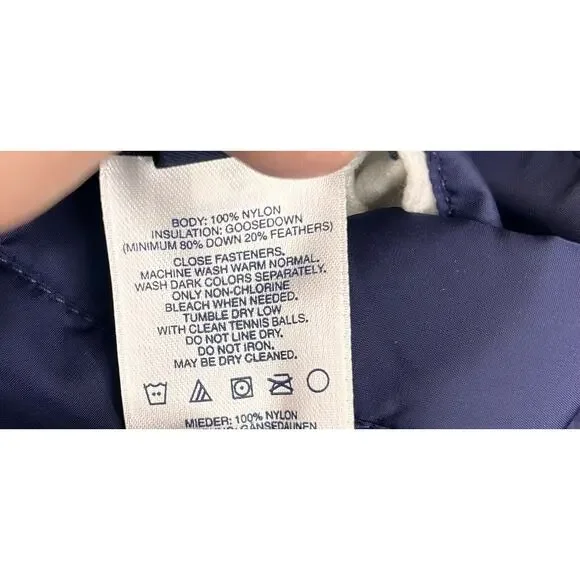 BODY: 100% NYLON
INSULATION: GOOSEDOWN
(MINIMUM 80% DOWN 20% FEATHERS)
CLOSE FASTENERS.
MACHINE WASH WARM NORMAL.
WASH DARK COLORS SEPARATELY.
ONLY NON-CHLORINE
BLEACH WHEN NEEDED.
TUMBLE DRY LOW
WITH CLEAN TENNIS BALLS.
DO NOT LINE DRY.
DO NOT IRON.
MAY BE DRY CLEANED.
MIEDER: 100% NYLON
GÄNSEDAUNEN